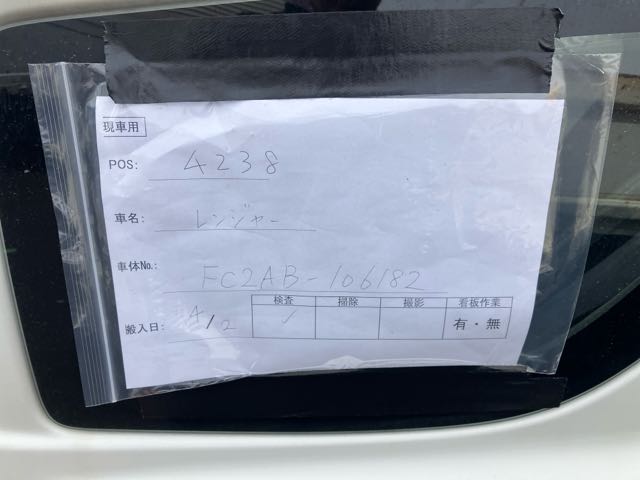 現車用
POS: 4238
車名: レンジャー
車体No.: FC2AB-106182
搬入日: 4/2
検査 掃除 撮影 看板作業
✓ 有・無